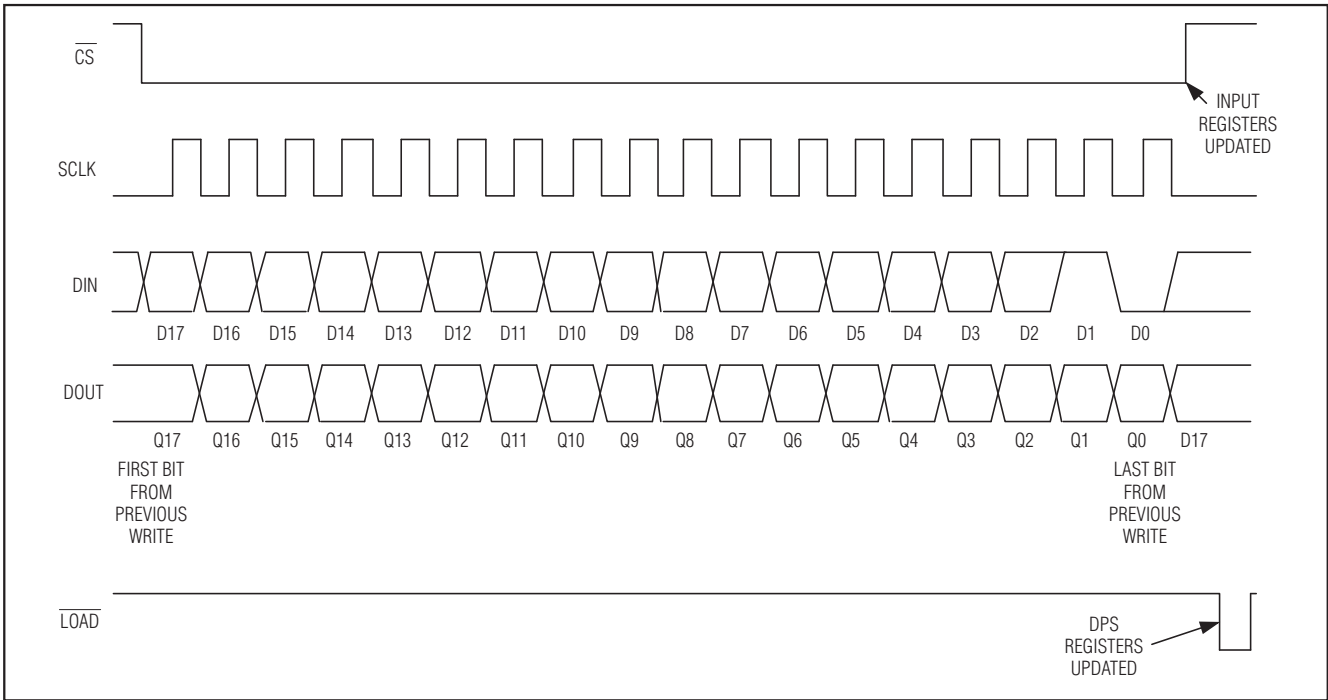 CS
INPUT
REGISTERS
UPDATED
SCLK
DIN
D17 D16 D15 D14 D13 D12 D11 D10 D9 D8 D7 D6 D5 D4 D3 D2 D1 D0
DOUT
Q17 Q16 Q15 Q14 Q13 Q12 Q11 Q10 Q9 Q8 Q7 Q6 Q5 Q4 Q3 Q2 Q1 Q0 D17
FIRST BIT
FROM
PREVIOUS
WRITE
LAST BIT
FROM
PREVIOUS
WRITE
LOAD
DPS
REGISTERS
UPDATED